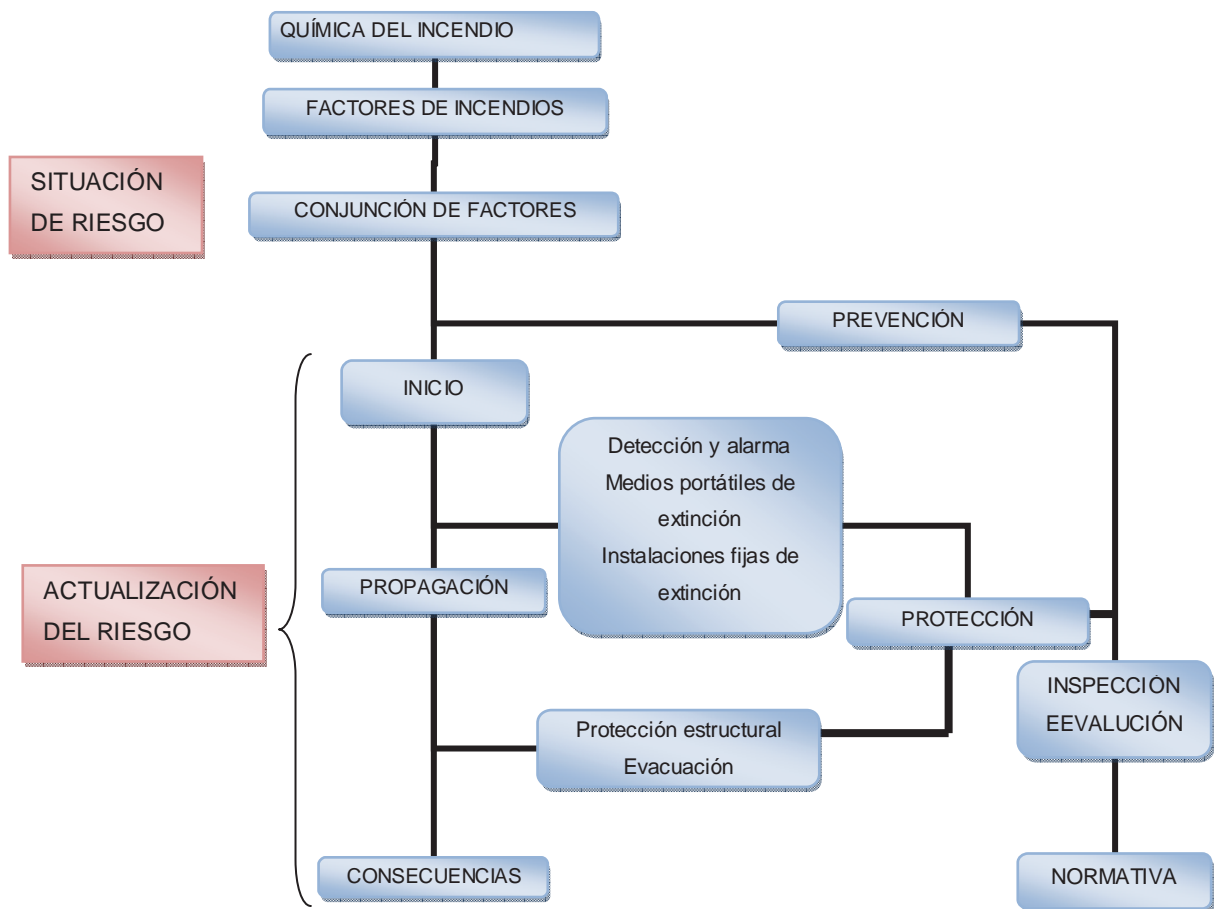 QUÍMICA DEL INCENDIO
FACTORES DE INCENDIOS
SITUACIÓN
DE RIESGO
CONJUNCIÓN DE FACTORES
PREVENCIÓN
INICIO
Detección y alarma
Medios portátiles de
extinción
Instalaciones fijas de
extinción
PROPAGACIÓN
ACTUALIZACIÓN
DEL RIESGO
PROTECCIÓN
INSPECCIÓN
EEVALUCIÓN
Protección estructural
Evacuación
CONSECUENCIAS
NORMATIVA